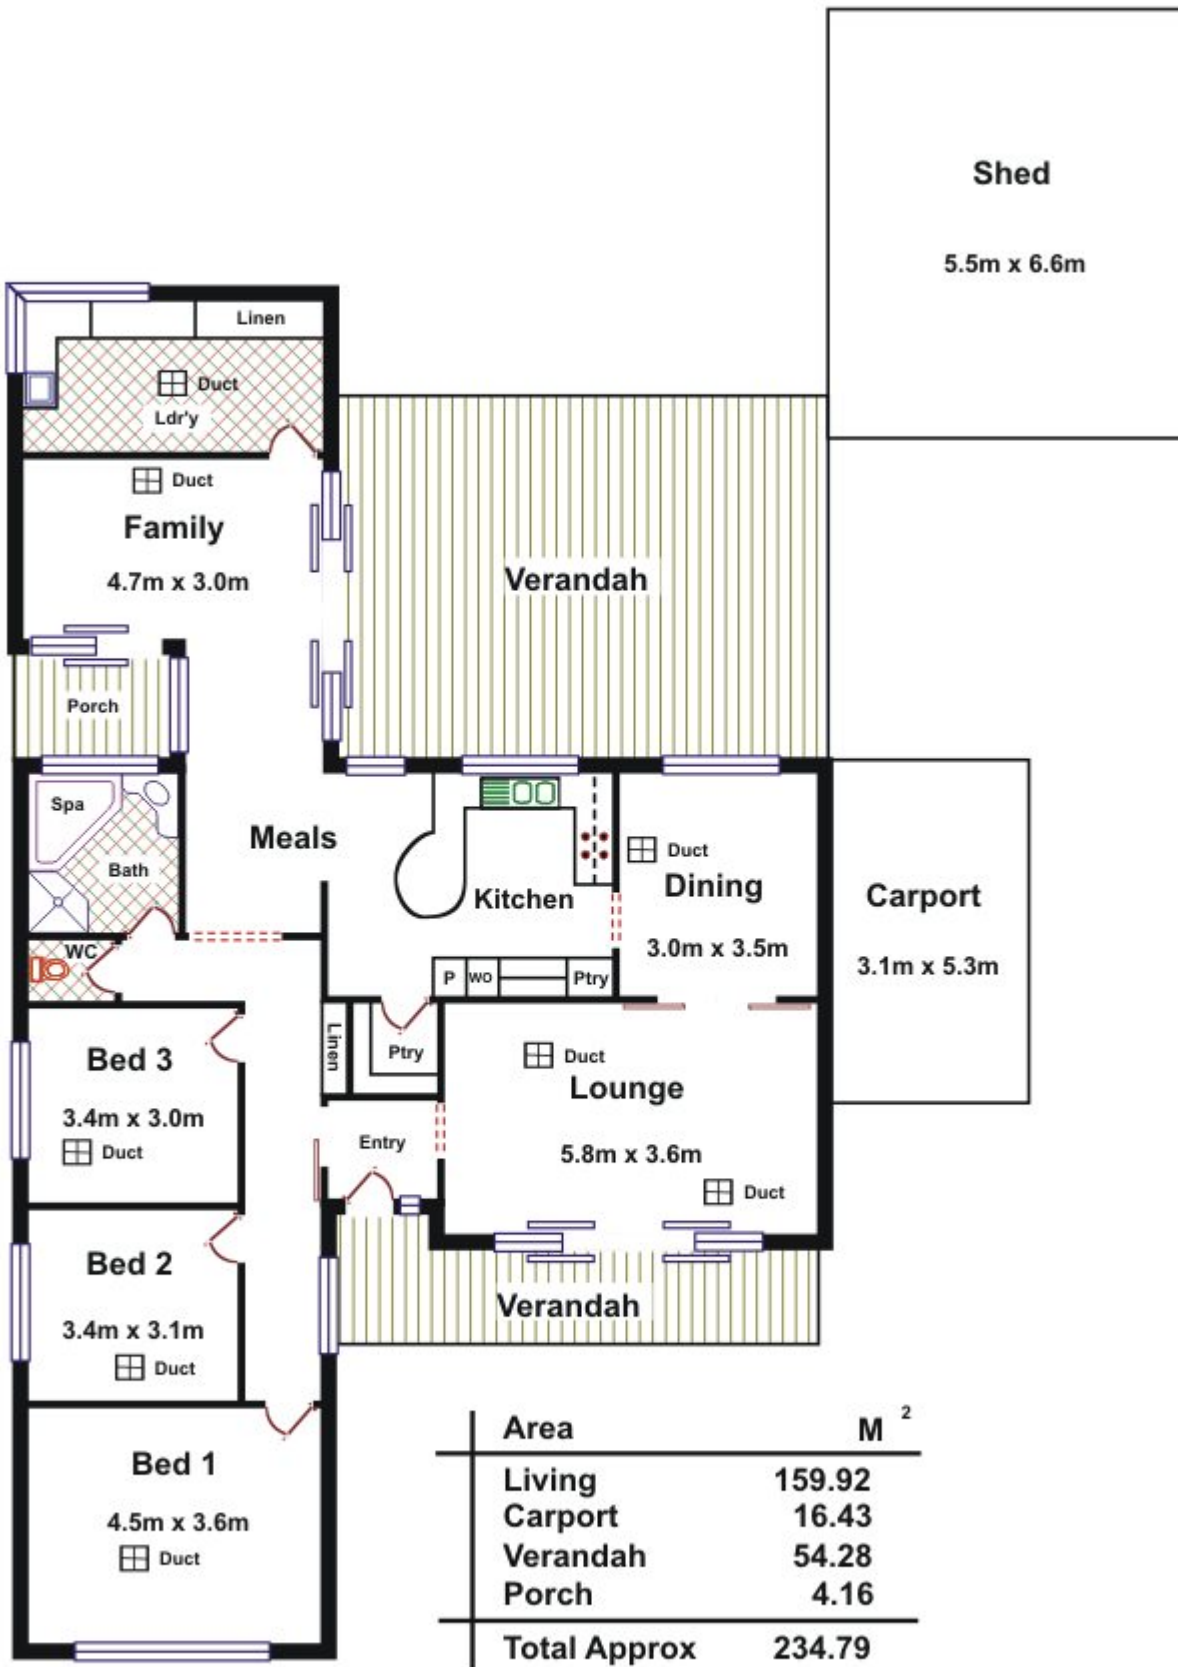 Shed
5.5m x 6.6m
Linen
Duct
Ldr'y
Duct
Family
4.7m x 3.0m
Verandah
Porch
Spa
Bath
Meals
Kitchen
Duct
Dining
3.0m x 3.5m
Carport
3.1m x 5.3m
WC
P
WO
Ptry
Linen
Ptry
Bed 3
3.4m x 3.0m
Duct
Duct
Lounge
5.8m x 3.6m
Duct
Entry
Bed 2
3.4m x 3.1m
Duct
Verandah
Bed 1
4.5m x 3.6m
Duct
Area M 2
Living 159.92
Carport 16.43
Verandah 54.28
Porch 4.16
Total Approx 234.79